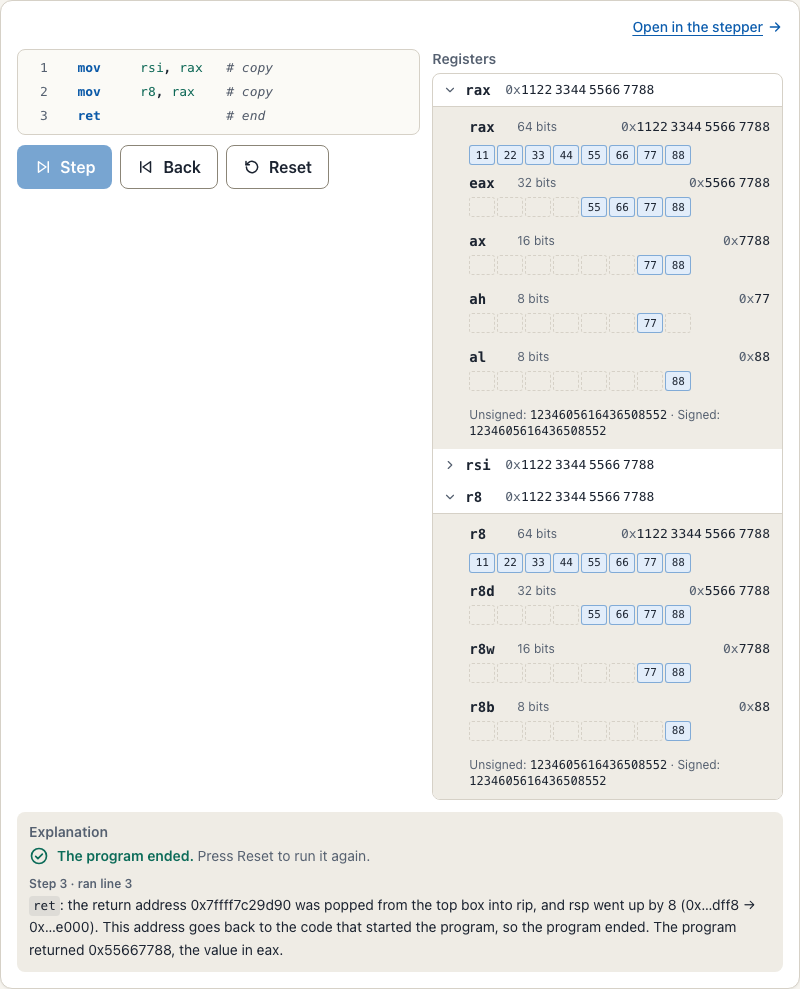 Open in the stepper →
1 mov rsi, rax # copy
2 mov r8, rax # copy
3 ret # end
Step
Back
Reset
Registers
rax 0x1122 3344 5566 7788
rax 64 bits 0x1122 3344 5566 7788
11 22 33 44 55 66 77 88
eax 32 bits 0x5566 7788
55 66 77 88
ax 16 bits 0x7788
77 88
ah 8 bits 0x77
77
al 8 bits 0x88
88
Unsigned: 1234605616436508552 · Signed:
1234605616436508552
rsi 0x1122 3344 5566 7788
r8 0x1122 3344 5566 7788
r8 64 bits 0x1122 3344 5566 7788
11 22 33 44 55 66 77 88
r8d 32 bits 0x5566 7788
55 66 77 88
r8w 16 bits 0x7788
77 88
r8b 8 bits 0x88
88
Unsigned: 1234605616436508552 · Signed:
1234605616436508552
Explanation
The program ended. Press Reset to run it again.
Step 3 · ran line 3
ret: the return address 0x7ffff7c29d90 was popped from the top box into rip, and rsp went up by 8 (0x…dff8 →
0x…e000). This address goes back to the code that started the program, so the program ended. The program
returned 0x55667788, the value in eax.